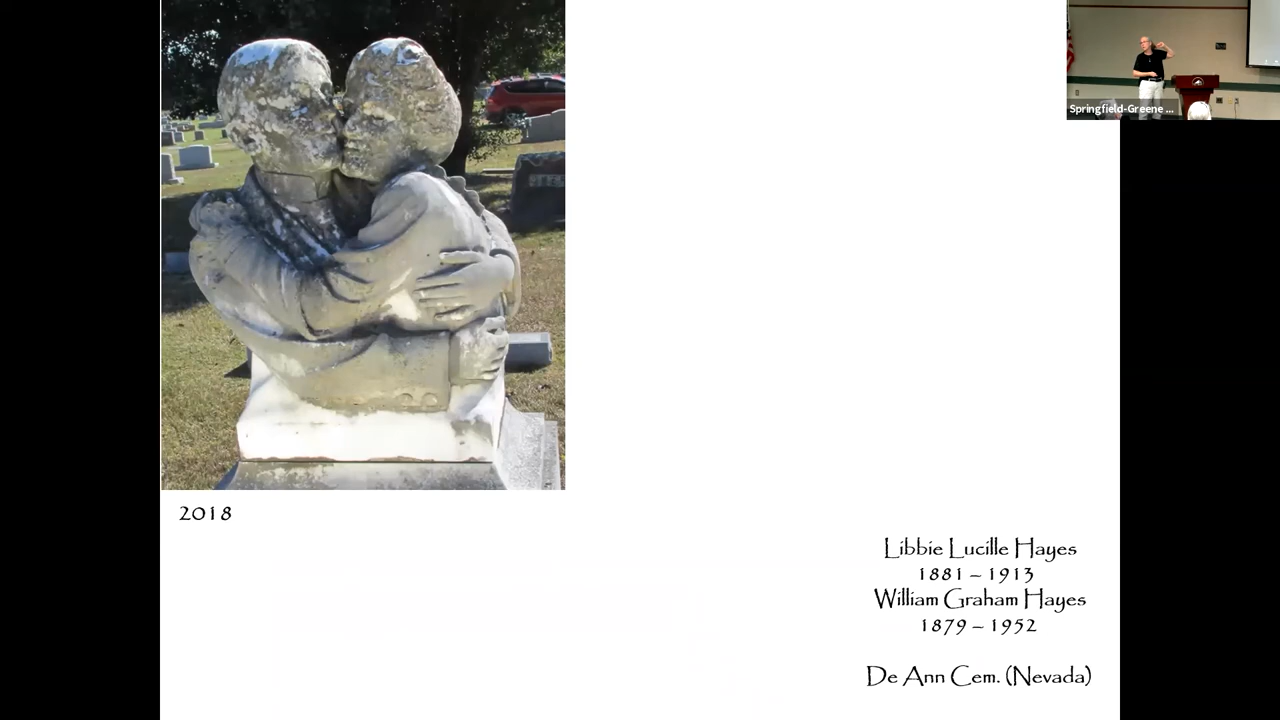 Springfield-Greene ...
2018
Libbie Lucille Hayes
1881 – 1913
William Graham Hayes
1879 – 1952
De Ann Cem. (Nevada)